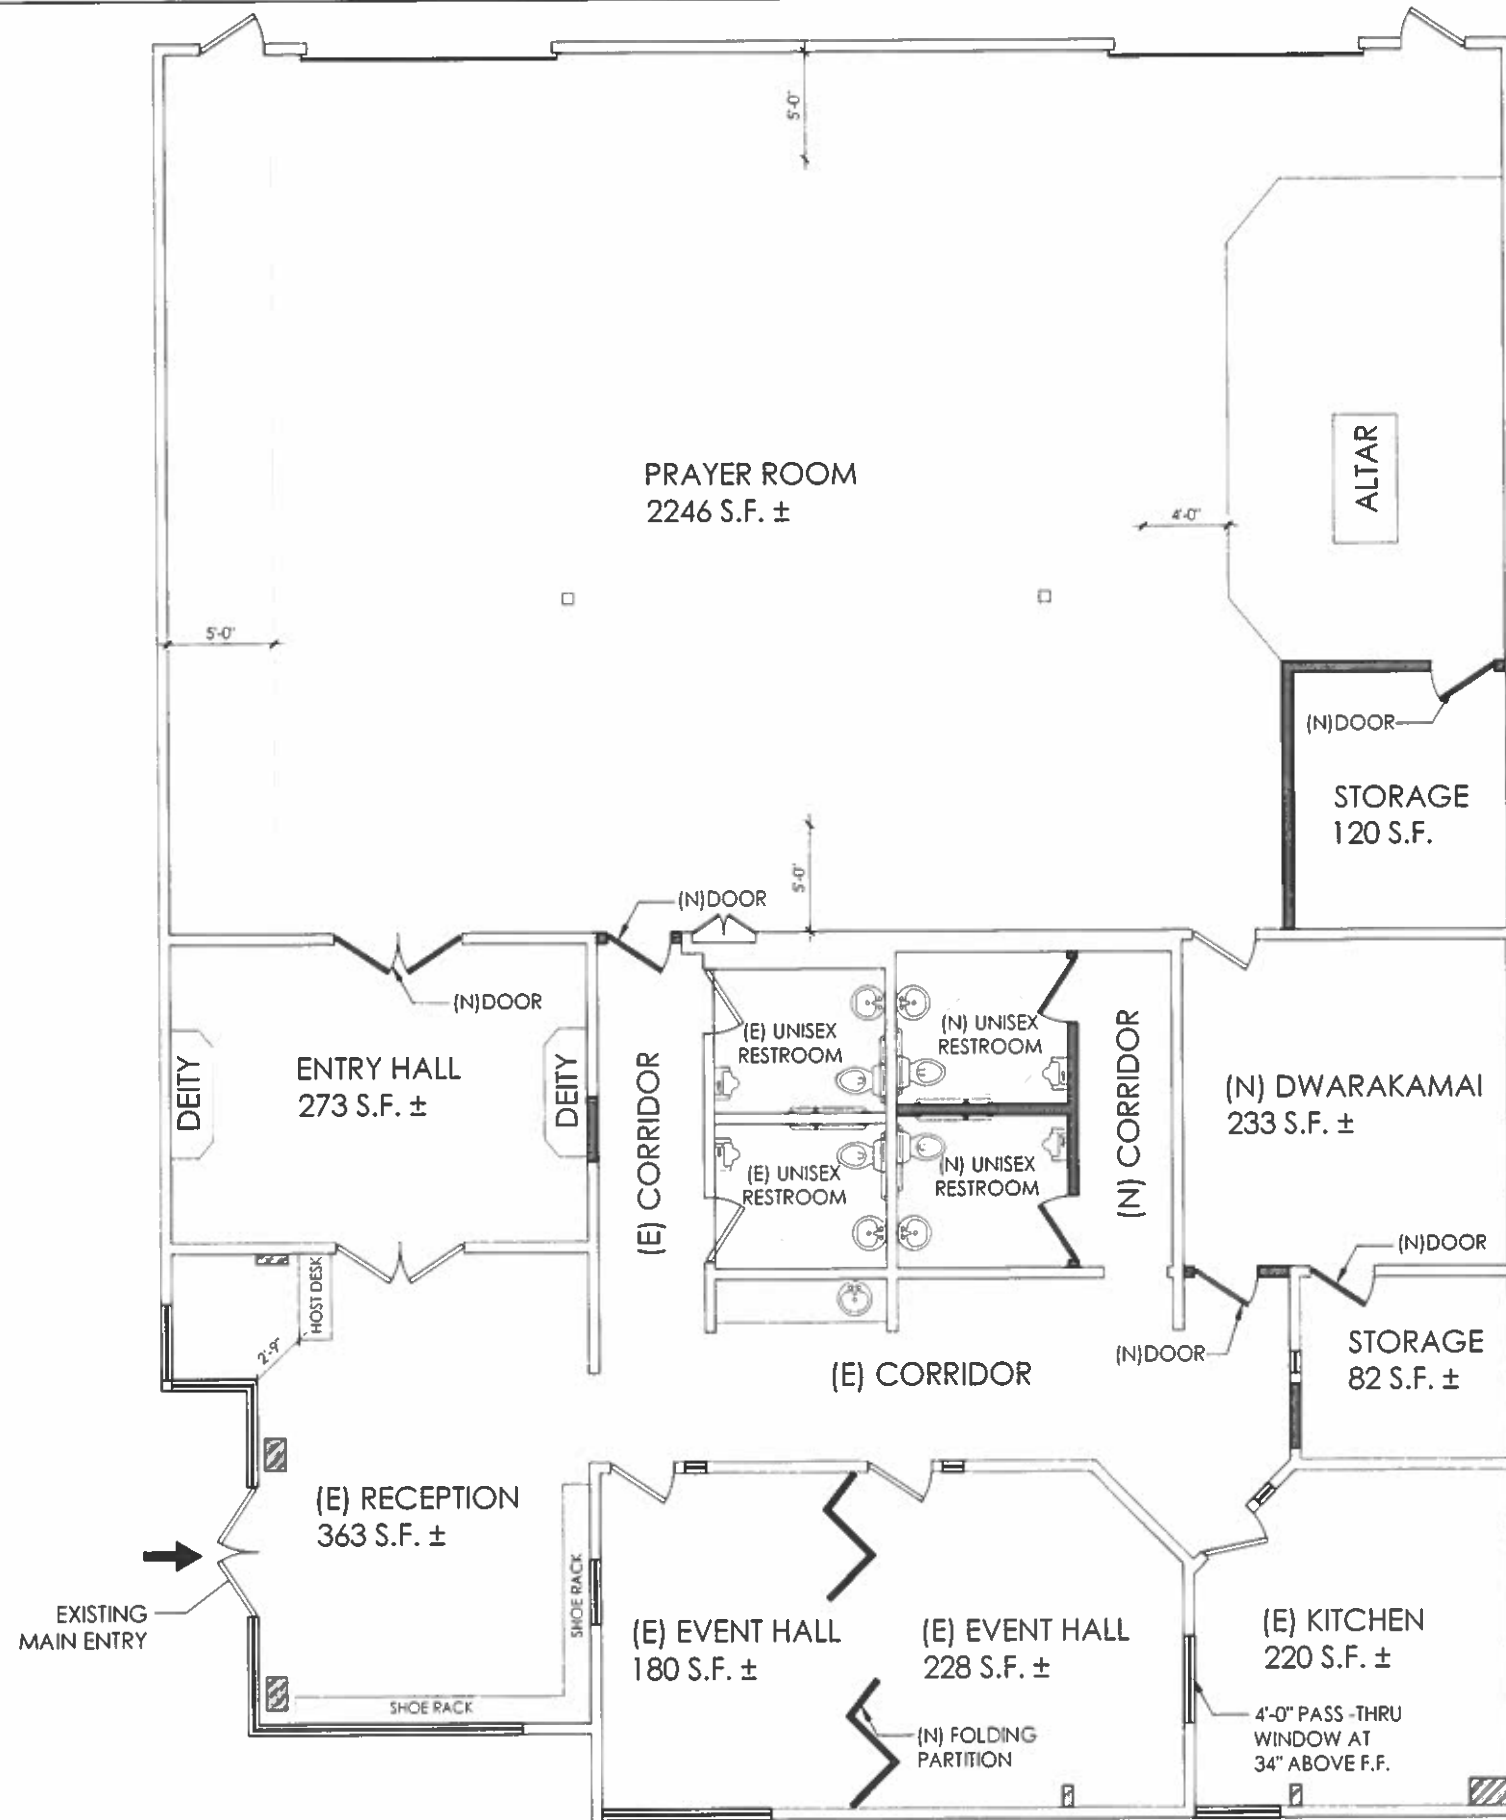 5'-0"
PRAYER ROOM
2246 S.F. ±
ALTAR
4'-0"
5'-0"
(N)DOOR
STORAGE
120 S.F.
5'-0"
(N)DOOR
(N)DOOR
DEITY
ENTRY HALL
273 S.F. ±
DEITY
(E) CORRIDOR
(E) UNISEX
RESTROOM
(N) UNISEX
RESTROOM
(E) UNISEX
RESTROOM
(N) UNISEX
RESTROOM
(N) CORRIDOR
(N) DWARAKAMAI
233 S.F. ±
(N)DOOR
HOST DESK
2'-9"
(N)DOOR
STORAGE
82 S.F. ±
(E) CORRIDOR
(E) RECEPTION
363 S.F. ±
EXISTING
MAIN ENTRY
SHOE RACK
SHOE RACK
(E) EVENT HALL
180 S.F. ±
(E) EVENT HALL
228 S.F. ±
(N) FOLDING
PARTITION
(E) KITCHEN
220 S.F. ±
4'-0" PASS -THRU
WINDOW AT
34" ABOVE F.F.